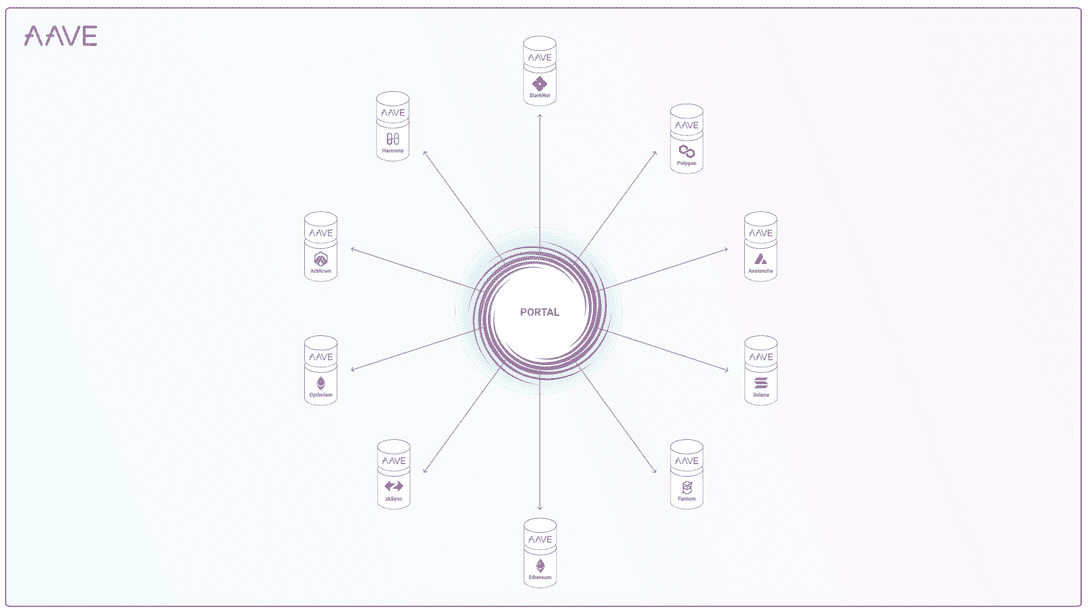 AAVE
AAVE
StarkNet
AAVE
Harmony
AAVE
Polygon
AAVE
Arbitrum
AAVE
Avalanche
PORTAL
AAVE
Optimism
AAVE
Solana
AAVE
zkSync
AAVE
Fantom
AAVE
Ethereum